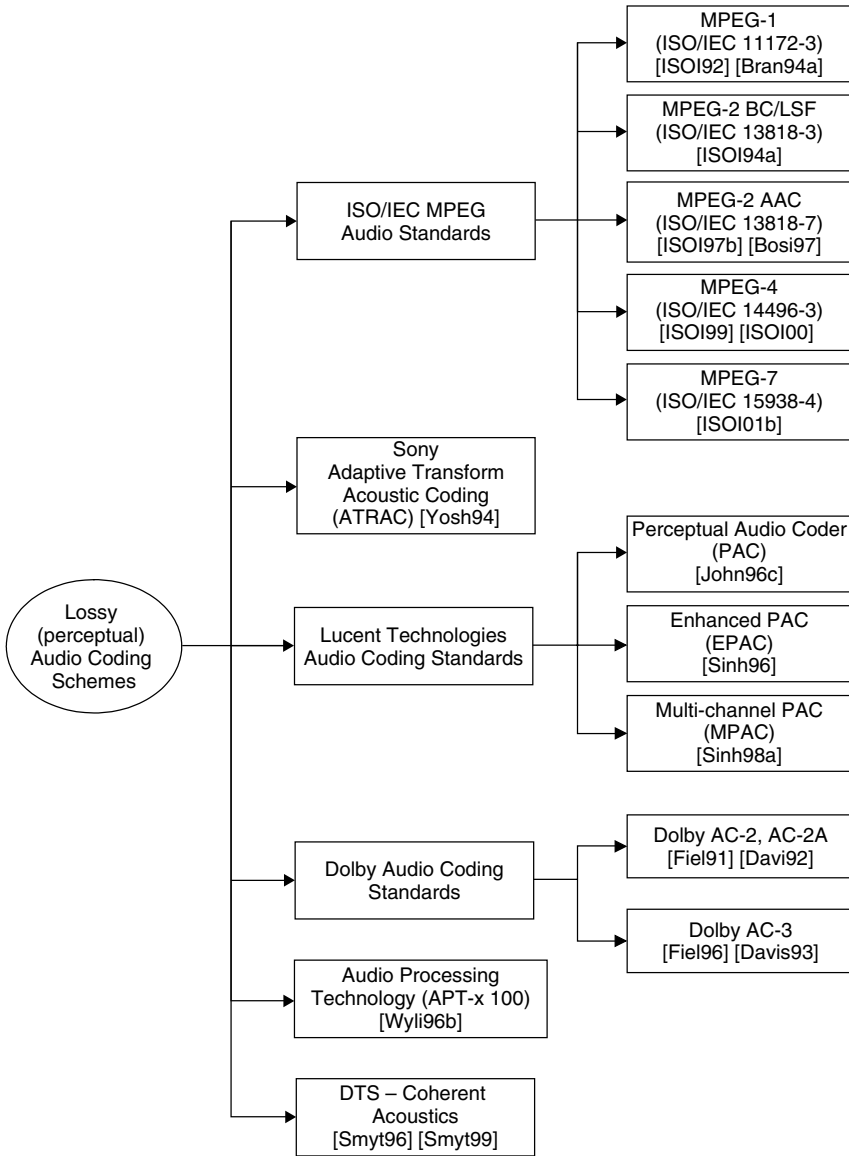 Lossy
(perceptual)
Audio Coding
Schemes
ISO/IEC MPEG
Audio Standards
MPEG-1
(ISO/IEC 11172-3)
[ISOI92] [Bran94a]
MPEG-2 BC/LSF
(ISO/IEC 13818-3)
[ISOI94a]
MPEG-2 AAC
(ISO/IEC 13818-7)
[ISOI97b] [Bosi97]
MPEG-4
(ISO/IEC 14496-3)
[ISOI99] [ISOI00]
MPEG-7
(ISO/IEC 15938-4)
[ISOI01b]
Sony
Adaptive Transform
Acoustic Coding
(ATRAC) [Yosh94]
Lucent Technologies
Audio Coding Standards
Perceptual Audio Coder
(PAC)
[John96c]
Enhanced PAC
(EPAC)
[Sinh96]
Multi-channel PAC
(MPAC)
[Sinh98a]
Dolby Audio Coding
Standards
Dolby AC-2, AC-2A
[Fiel91] [Davi92]
Dolby AC-3
[Fiel96] [Davis93]
Audio Processing
Technology (APT-x 100)
[Wyli96b]
DTS – Coherent
Acoustics
[Smyt96] [Smyt99]